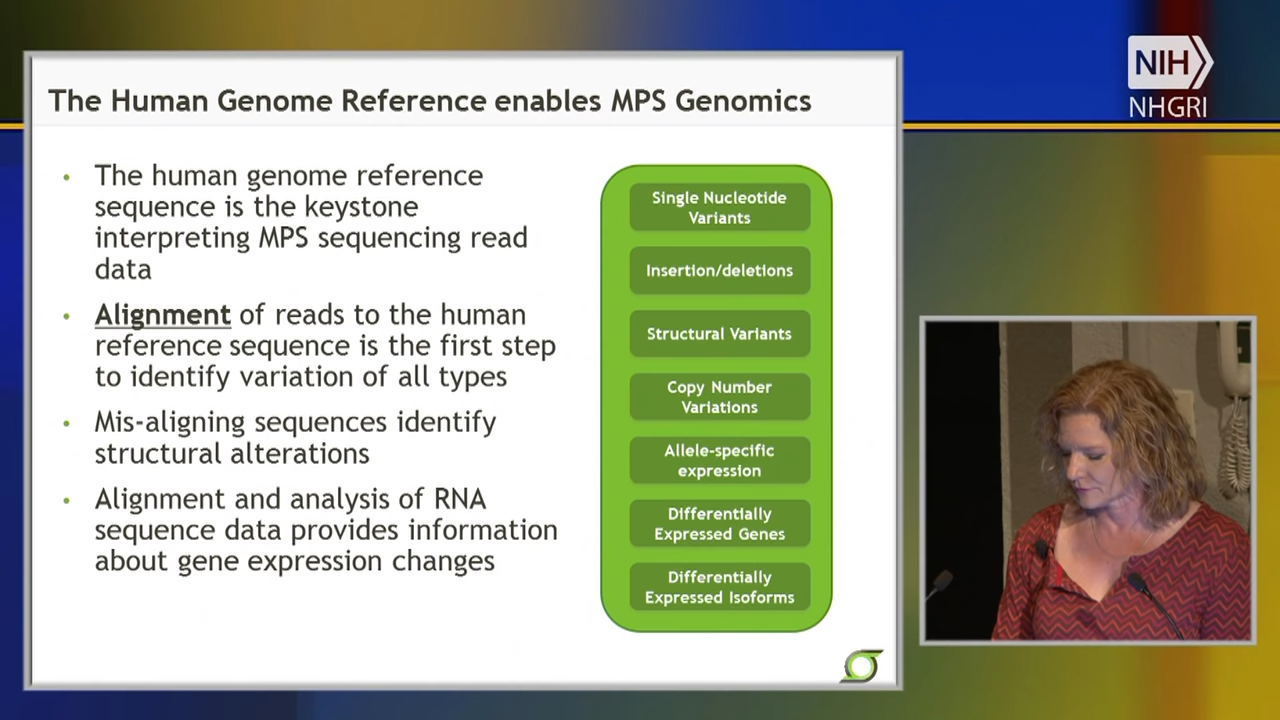 NIH
NHGRI
The Human Genome Reference enables MPS Genomics
• The human genome reference
sequence is the keystone
interpreting MPS sequencing read
data
• Alignment of reads to the human
reference sequence is the first step
to identify variation of all types
• Mis-aligning sequences identify
structural alterations
• Alignment and analysis of RNA
sequence data provides information
about gene expression changes
Single Nucleotide
Variants
Insertion/deletions
Structural Variants
Copy Number
Variations
Allele-specific
expression
Differentially
Expressed Genes
Differentially
Expressed Isoforms